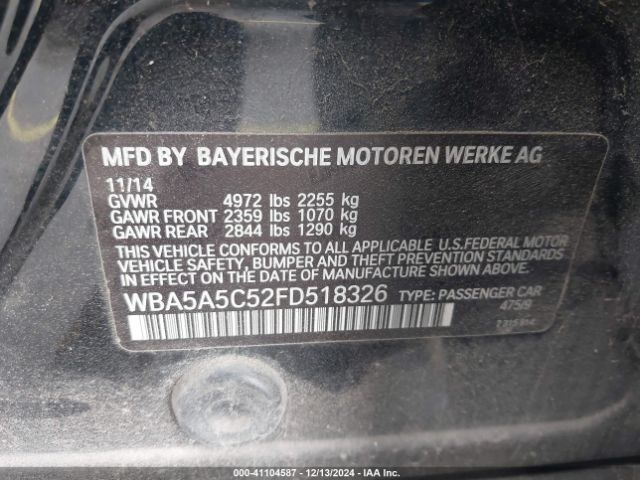 MFD BY BAYERISCHE MOTOREN WERKE AG
11/14
GVWR 4972 lbs 2255 kg
GAWR FRONT 2359 lbs 1070 kg
GAWR REAR 2844 lbs 1290 kg
THIS VEHICLE CONFORMS TO ALL APPLICABLE U.S.FEDERAL MOTOR
VEHICLE SAFETY, BUMPER AND THEFT PREVENTION STANDARDS
IN EFFECT ON THE DATE OF MANUFACTURE SHOWN ABOVE.
WBA5A5C52FD518326 TYPE: PASSENGER CAR
475/9
000-41104587 - 12/13/2024 - IAA Inc.